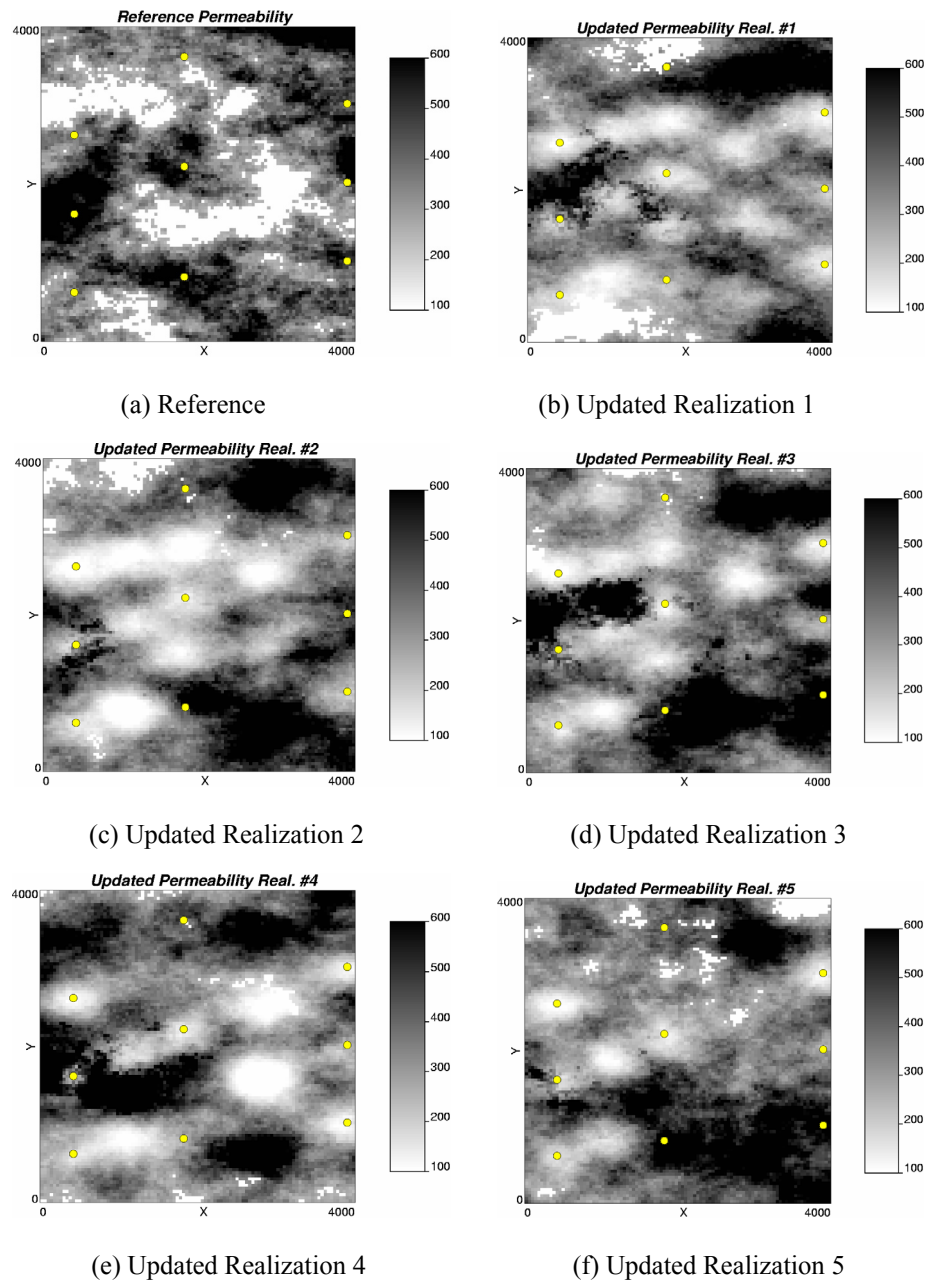 Reference Permeability
4000
Y
0
0
X
4000
600
500
400
300
200
100
(a) Reference
Updated Permeability Real. #1
4000
Y
0
0
X
4000
600
500
400
300
200
100
(b) Updated Realization 1
Updated Permeability Real. #2
4000
Y
0
0
X
4000
600
500
400
300
200
100
(c) Updated Realization 2
Updated Permeability Real. #3
4000
Y
0
0
X
4000
600
500
400
300
200
100
(d) Updated Realization 3
Updated Permeability Real. #4
4000
Y
0
0
X
4000
600
500
400
300
200
100
(e) Updated Realization 4
Updated Permeability Real. #5
4000
Y
0
0
X
4000
600
500
400
300
200
100
(f) Updated Realization 5